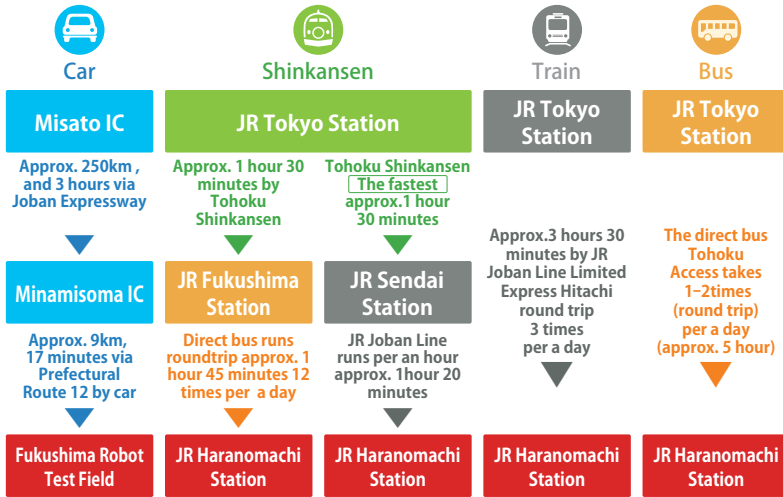 Car
Shinkansen
Train
Bus
Misato IC
JR Tokyo Station
JR Tokyo
Station
JR Tokyo
Station
Approx. 250km ,
and 3 hours via
Joban Expressway
Approx. 1 hour 30
minutes by
Tohoku
Shinkansen
Tohoku Shinkansen
The fastest
approx.1 hour
30 minutes
Approx.3 hours 30
minutes by JR
Joban Line Limited
Express Hitachi
round trip
3 times
per a day
The direct bus
Tohoku
Access takes
1–2times
(round trip)
per a day
(approx. 5 hour)
Minamisoma IC
JR Fukushima
Station
JR Sendai
Station
Approx. 9km,
17 minutes via
Prefectural
Route 12 by car
Direct bus runs
roundtrip approx. 1
hour 45 minutes 12
times per a day
JR Joban Line
runs per an hour
approx. 1hour 20
minutes
Fukushima Robot
Test Field
JR Haranomachi
Station
JR Haranomachi
Station
JR Haranomachi
Station
JR Haranomachi
Station